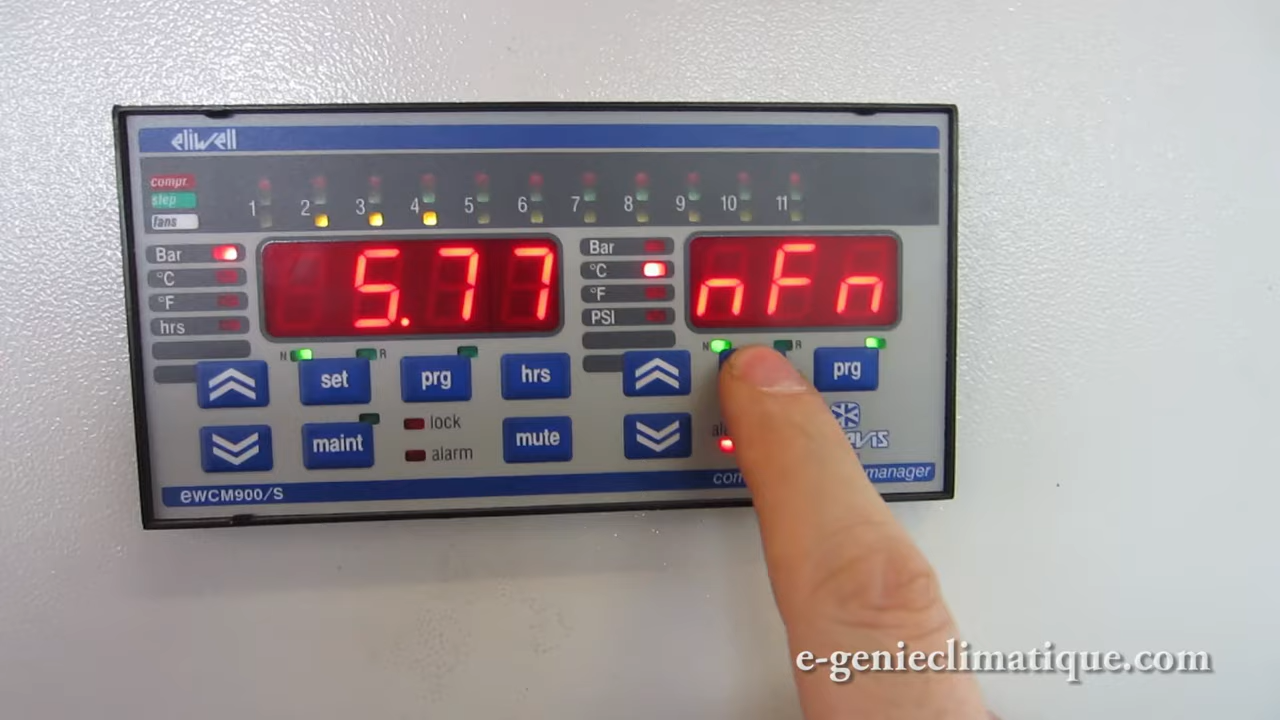 eliwell
compr.
step
fans
1 2 3 4 5 6 7 8 9 10 11
Bar
°C
°F
hrs
5.77
Bar
°C
°F
PSI
nFn
N R N R
set prg hrs prg
maint
lock
alarm
mute
eWCM900/S
manager
e-genieclimatique.com